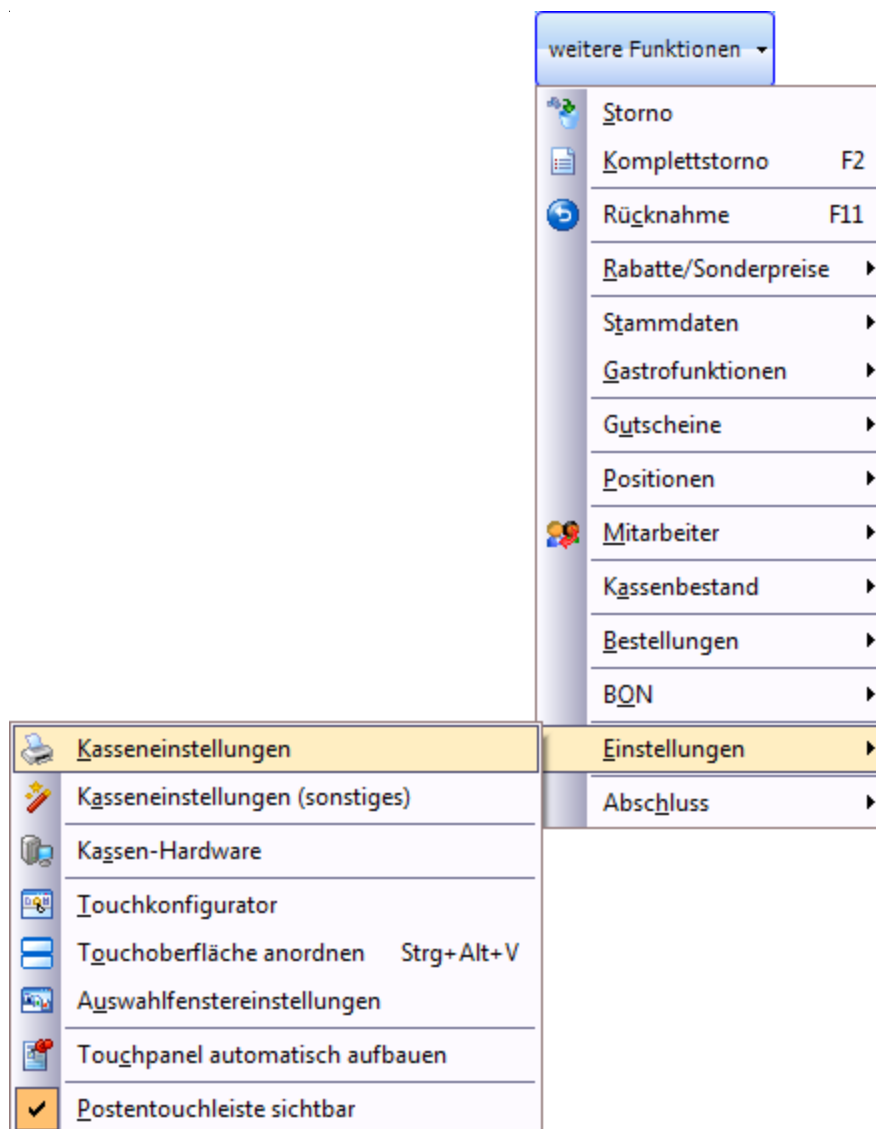 weitere Funktionen
Storno
Komplettstorno F2
Rücknahme F11
Rabatte/Sonderpreise
Stammdaten
Gastrofunktionen
Gutscheine
Positionen
Mitarbeiter
Kassenbestand
Bestellungen
BON
Einstellungen
Abschluss
Kasseneinstellungen
Kasseneinstellungen (sonstiges)
Kassen-Hardware
Touchkonfigurator
Touchoberfläche anordnen Strg+Alt+V
Auswahlfenstereinstellungen
Touchpanel automatisch aufbauen
Postentouchleiste sichtbar